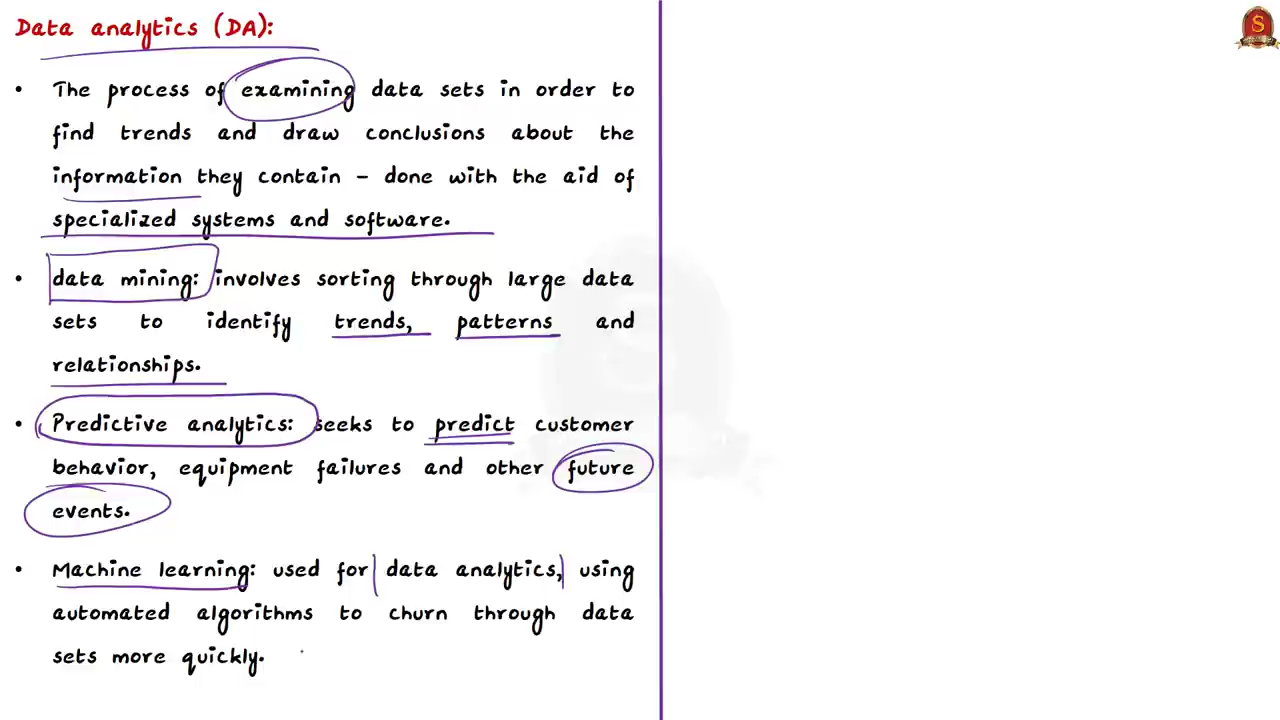 Data analytics (DA):
• The process of examining data sets in order to
find trends and draw conclusions about the
information they contain – done with the aid of
specialized systems and software.
• data mining: involves sorting through large data
sets to identify trends, patterns and
relationships.
• Predictive analytics: seeks to predict customer
behavior, equipment failures and other future
events.
• Machine learning: used for data analytics, using
automated algorithms to churn through data
sets more quickly.
S